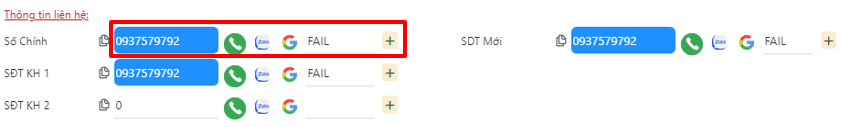 Thông tin liên hệ:
Số Chính 0937579792 Zalo G FAIL + SDT Mới 0937579792 Zalo G FAIL +
SĐT KH 1 0937579792 Zalo G FAIL +
SĐT KH 2 0 Zalo G +